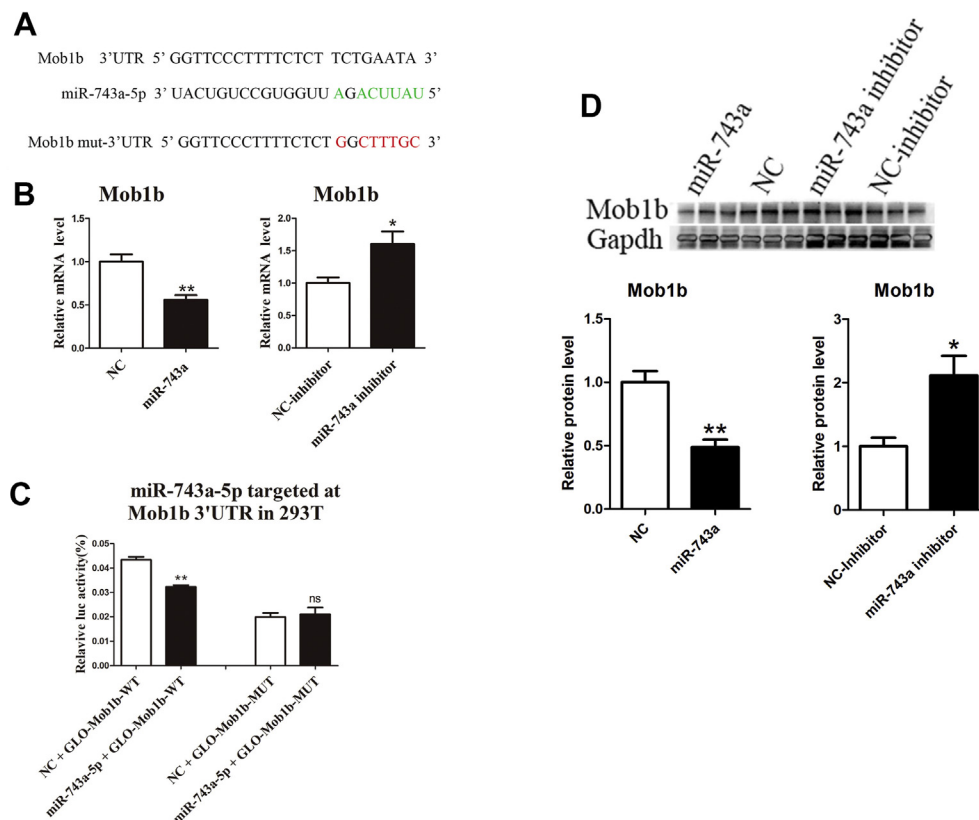 A
Mob1b 3’UTR 5’ GGTTCCCTTTTCTCT TCTGAATA 3’
miR-743a-5p 3’ UACUGUCCGUGGUU AGACUUAU 5’
Mob1b mut-3’UTR 5’ GGTTCCCTTTTCTCT GGCTTTGC 3’
B
Mob1b
Relative mRNA level
1.5
1.0
0.5
0.0
**
NC
miR-743a
Mob1b
Relative mRNA level
2.0
1.5
1.0
0.5
0.0
*
NC-inhibitor
miR-743a inhibitor
C
miR-743a-5p targeted at
Mob1b 3'UTR in 293T
Relavive luc activity(%)
0.05
0.04
0.03
0.02
0.01
0.00
**
ns
NC + GLO-Mob1b-WT
miR-743a-5p + GLO-Mob1b-WT
NC + GLO-Mob1b-MUT
miR-743a-5p + GLO-Mob1b-MUT
D
miR-743a
NC
miR-743a inhibitor
NC-inhibitor
Mob1b
Gapdh
Mob1b
Relative protein level
1.5
1.0
0.5
0.0
**
NC
miR-743a
Mob1b
Relative protein level
3
2
1
0
*
NC-Inhibitor
miR-743a inhibitor